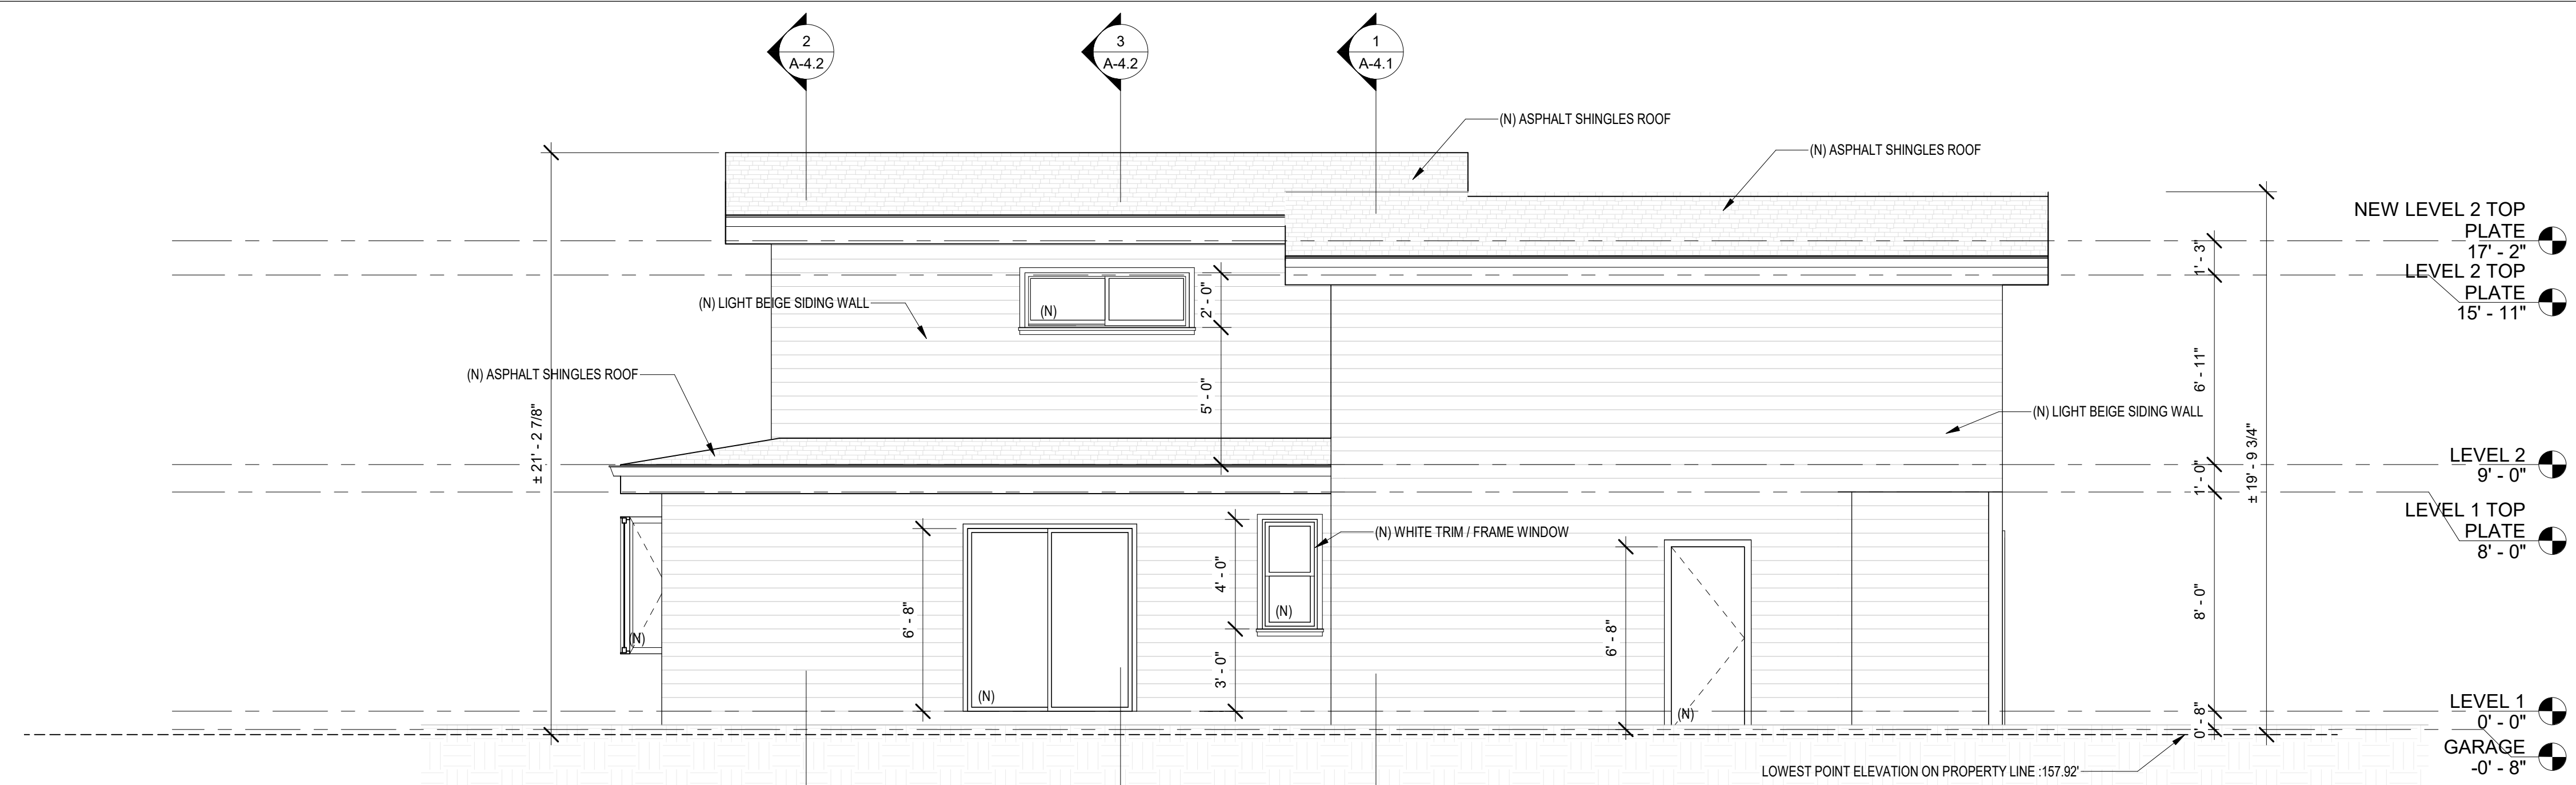 2
A-4.2
3
A-4.2
1
A-4.1
(N) ASPHALT SHINGLES ROOF
(N) ASPHALT SHINGLES ROOF
NEW LEVEL 2 TOP
PLATE
17' - 2"
1' - 3"
LEVEL 2 TOP
PLATE
15' - 11"
(N) LIGHT BEIGE SIDING WALL
(N)
2' - 0"
(N) ASPHALT SHINGLES ROOF
5' - 0"
6' - 11"
(N) LIGHT BEIGE SIDING WALL
± 21' - 2 7/8"
± 19' - 9 3/4"
LEVEL 2
9' - 0"
1' - 0"
LEVEL 1 TOP
PLATE
8' - 0"
(N) WHITE TRIM / FRAME WINDOW
4' - 0"
(N)
(N)
6' - 8"
6' - 8"
8' - 0"
3' - 0"
(N)
(N)
LEVEL 1
0' - 0"
0' - 8"
GARAGE
-0' - 8"
LOWEST POINT ELEVATION ON PROPERTY LINE :157.92'